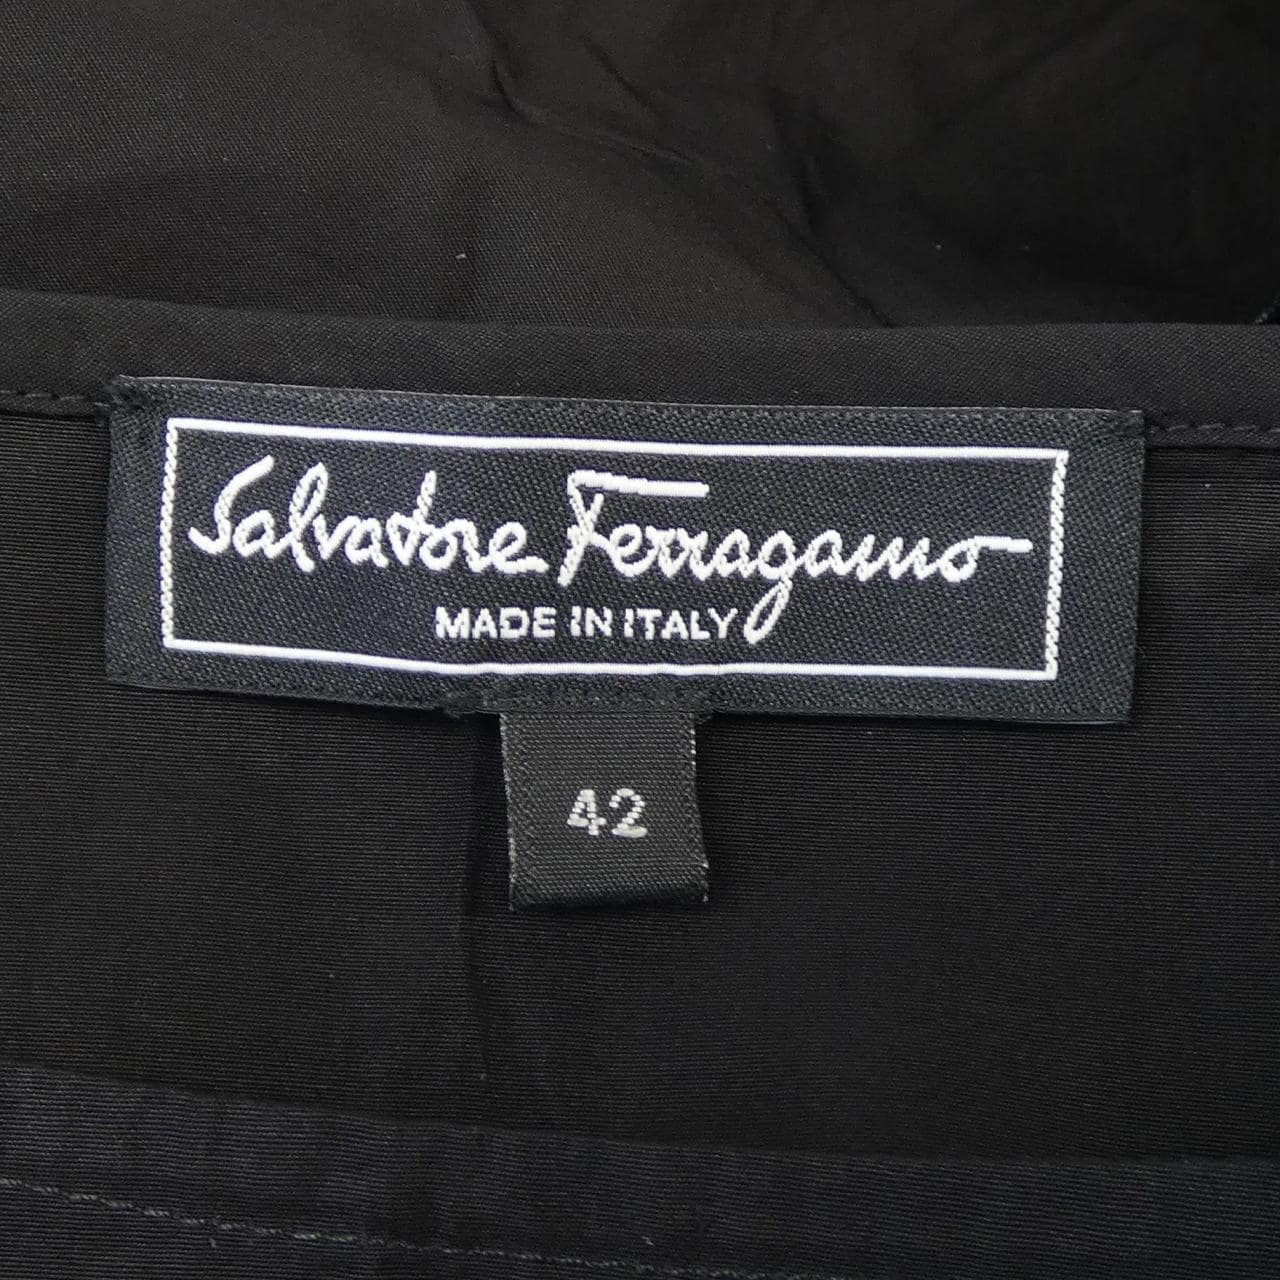 Salvatore Ferragamo
MADE IN ITALY
42